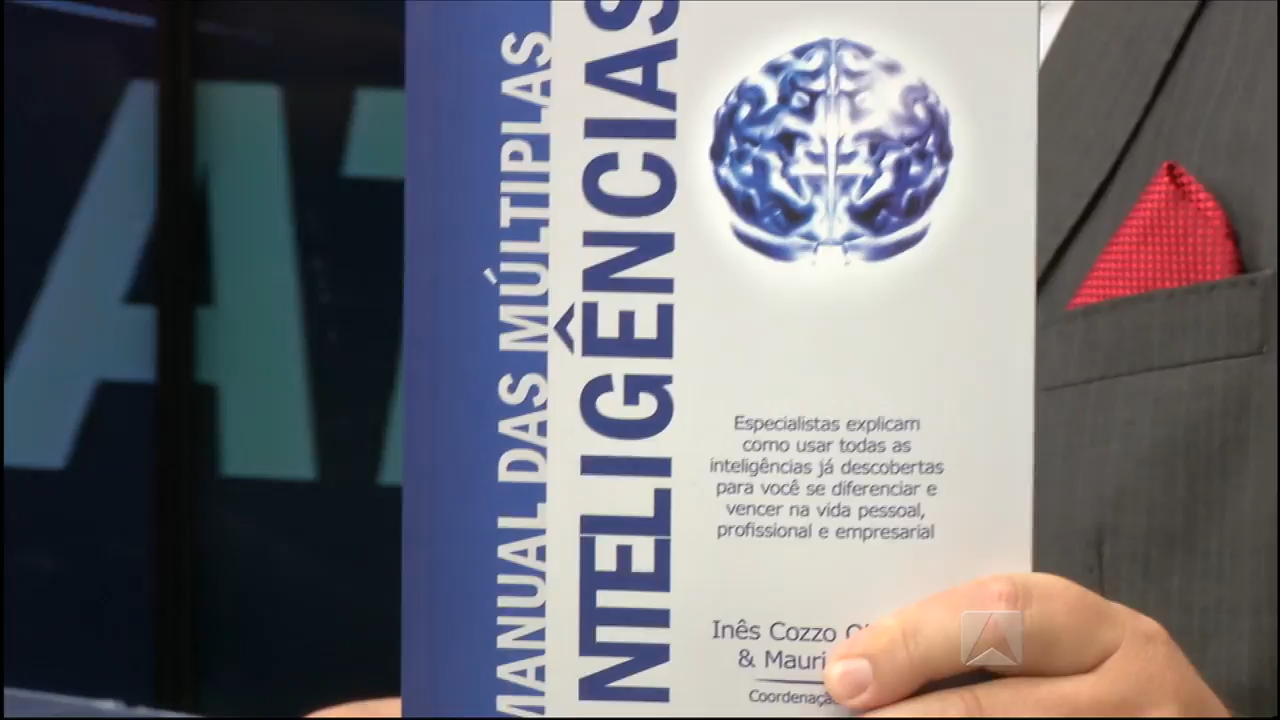 MANUAL DAS MÚLTIPLAS
INTELIGÊNCIAS
Especialistas explicam
como usar todas as
inteligências já descobertas
para você se diferenciar e
vencer na vida pessoal,
profissional e empresarial
Inês Cozzo
&